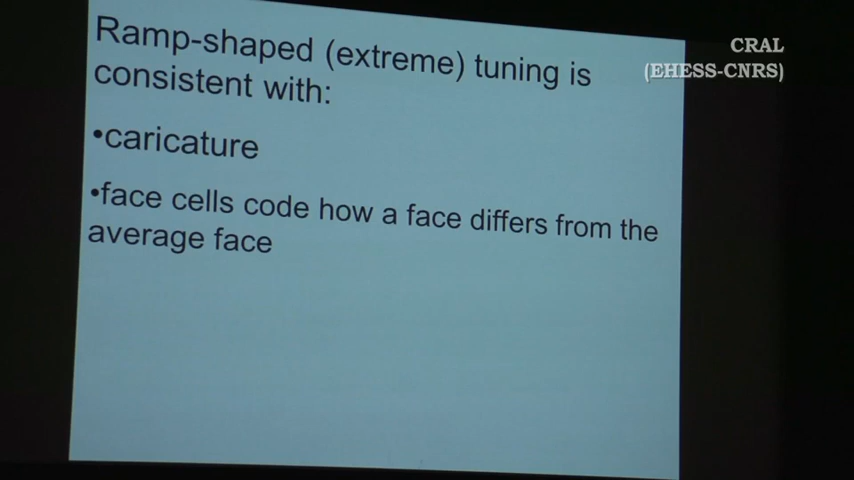 Ramp-shaped (extreme) tuning is
consistent with:
•caricature
•face cells code how a face differs from the
average face
CRAL
(EHESS-CNRS)